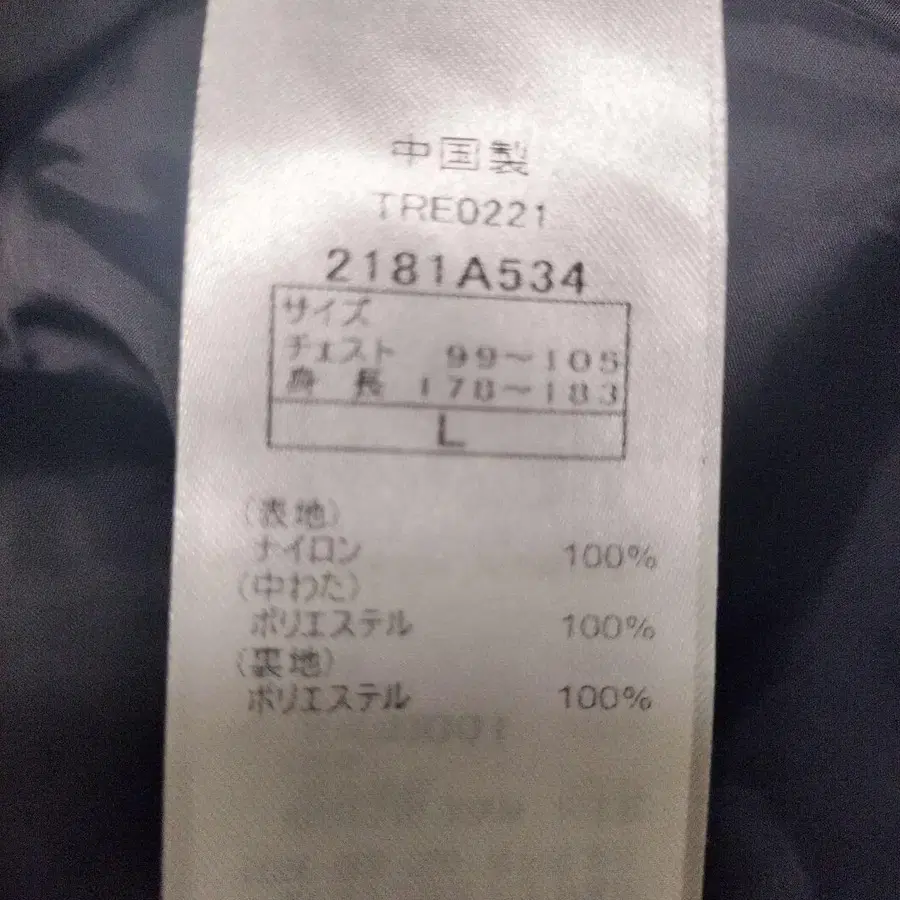 中国製
TRE0221
2181A534
サイズ
チェスト 99～105
身 長 178～183
L
(表地)
ナイロン 100%
(中わた)
ポリエステル 100%
(裏地)
ポリエステル 100%